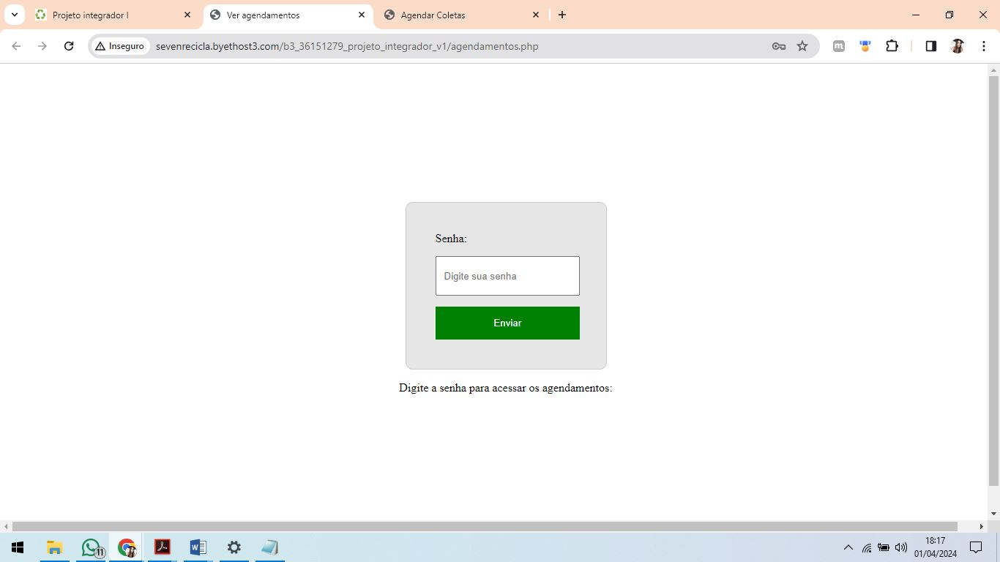 Projeto integrador I
Ver agendamentos
Agendar Coletas
Inseguro
sevenrecicla.byethost3.com/b3_36151279_projeto_integrador_v1/agendamentos.php
m
Senha:
Digite sua senha
Enviar
Digite a senha para acessar os agendamentos:
11
W
18:17
01/04/2024